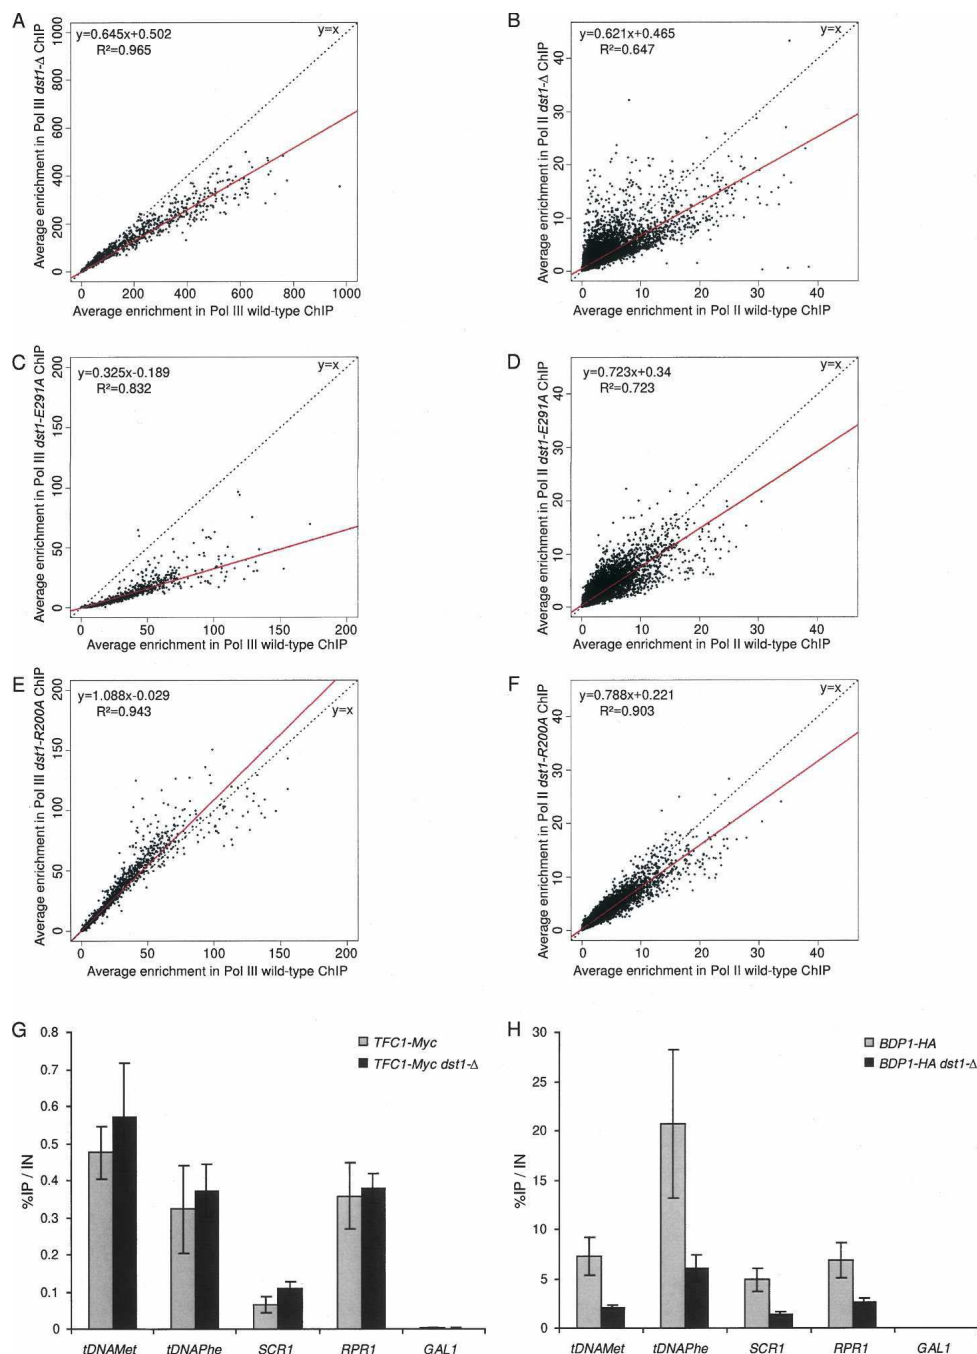 A
y=0.645x+0.502
R²=0.965
y=x
1000
800
600
400
200
0
0 200 400 600 800 1000
Average enrichment in Pol III dst1-Δ ChIP
Average enrichment in Pol III wild-type ChIP
B
y=0.621x+0.465
R²=0.647
y=x
40
30
20
10
0
0 10 20 30 40
Average enrichment in Pol II dst1-Δ ChIP
Average enrichment in Pol II wild-type ChIP
C
y=0.325x-0.189
R²=0.832
y=x
200
150
100
50
0
0 50 100 150 200
Average enrichment in Pol III dst1-E291A ChIP
Average enrichment in Pol III wild-type ChIP
D
y=0.723x+0.34
R²=0.723
y=x
40
30
20
10
0
0 10 20 30 40
Average enrichment in Pol II dst1-E291A ChIP
Average enrichment in Pol II wild-type ChIP
E
y=1.088x-0.029
R²=0.943
y=x
200
150
100
50
0
0 50 100 150 200
Average enrichment in Pol III dst1-R200A ChIP
Average enrichment in Pol III wild-type ChIP
F
y=0.788x+0.221
R²=0.903
y=x
40
30
20
10
0
0 10 20 30 40
Average enrichment in Pol II dst1-R200A ChIP
Average enrichment in Pol II wild-type ChIP
G
TFC1-Myc
TFC1-Myc dst1-Δ
0.8
0.7
0.6
0.5
0.4
0.3
0.2
0.1
0
%IP / IN
tDNAMet tDNAPhe SCR1 RPR1 GAL1
H
BDP1-HA
BDP1-HA dst1-Δ
30
25
20
15
10
5
0
%IP / IN
tDNAMet tDNAPhe SCR1 RPR1 GAL1